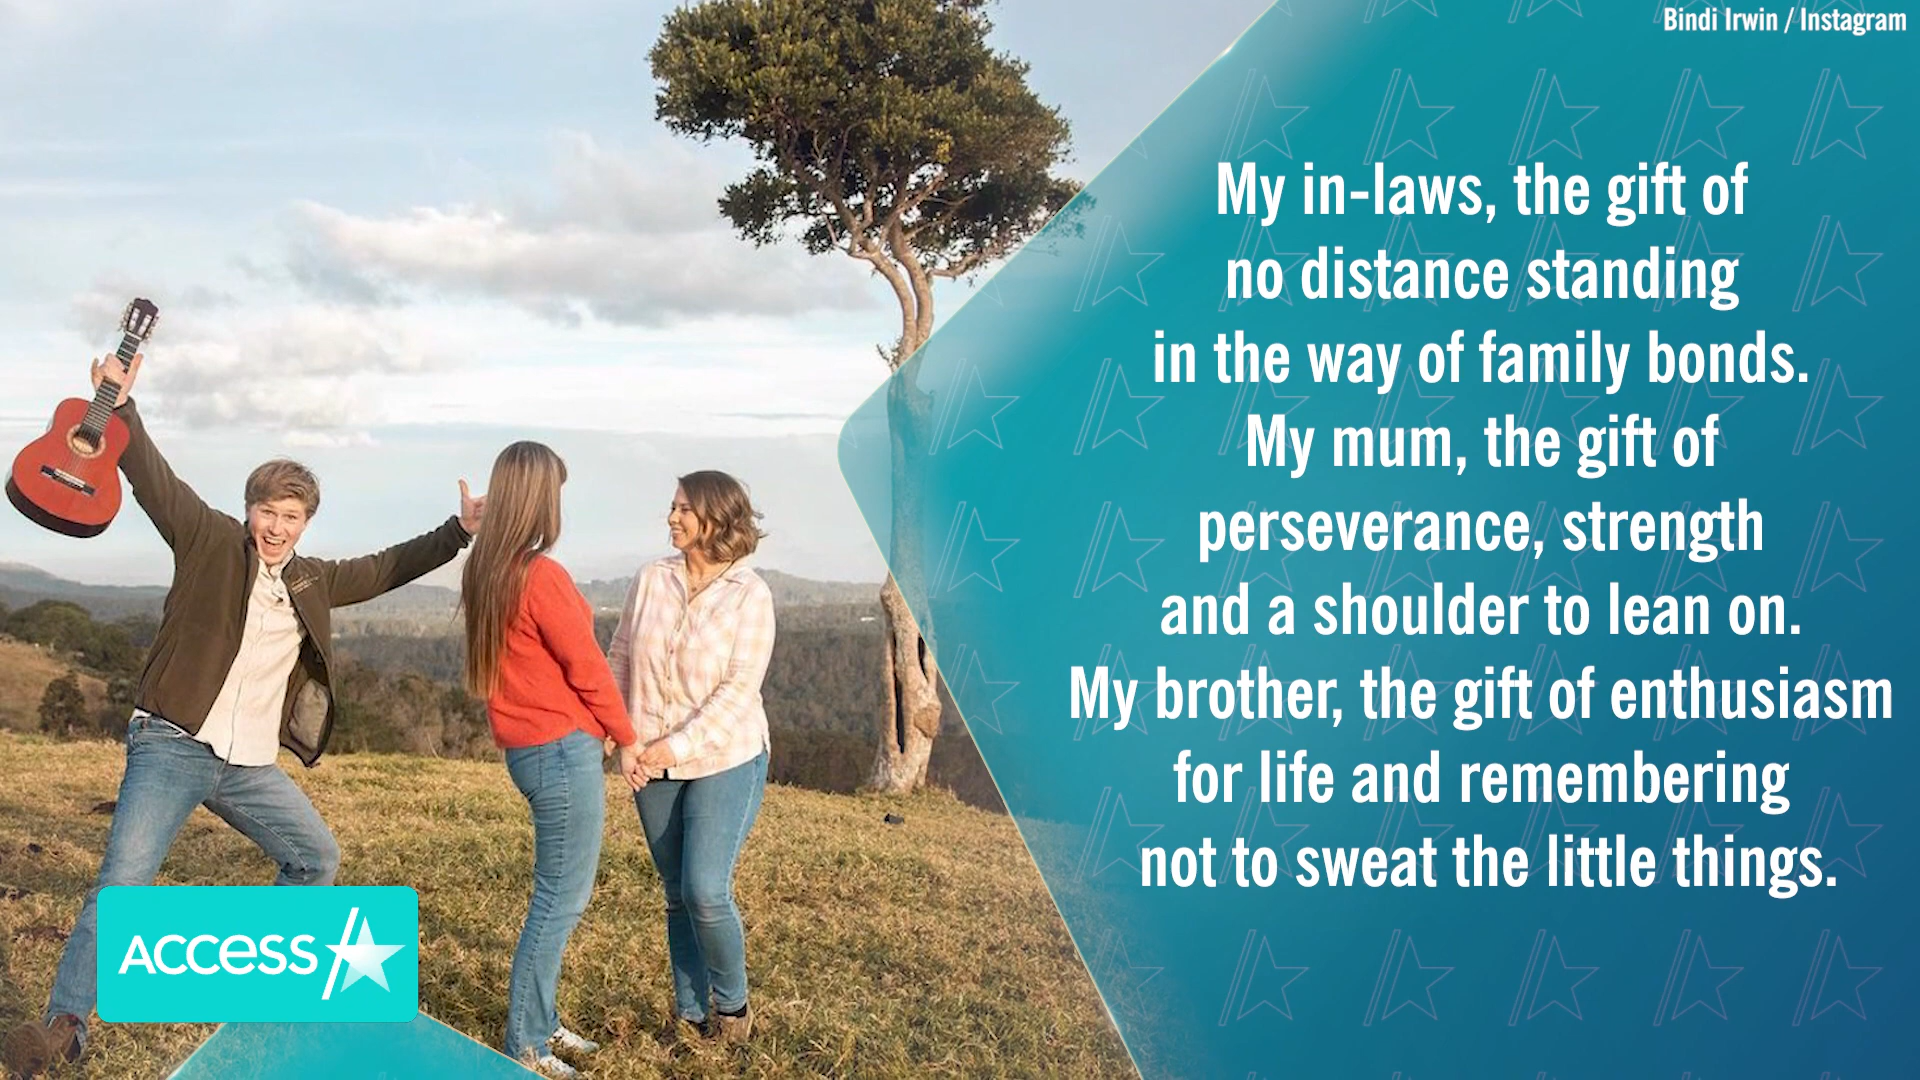 Bindi Irwin / Instagram
My in-laws, the gift of
no distance standing
in the way of family bonds.
My mum, the gift of
perseverance, strength
and a shoulder to lean on.
My brother, the gift of enthusiasm
for life and remembering
not to sweat the little things.
ACCESS